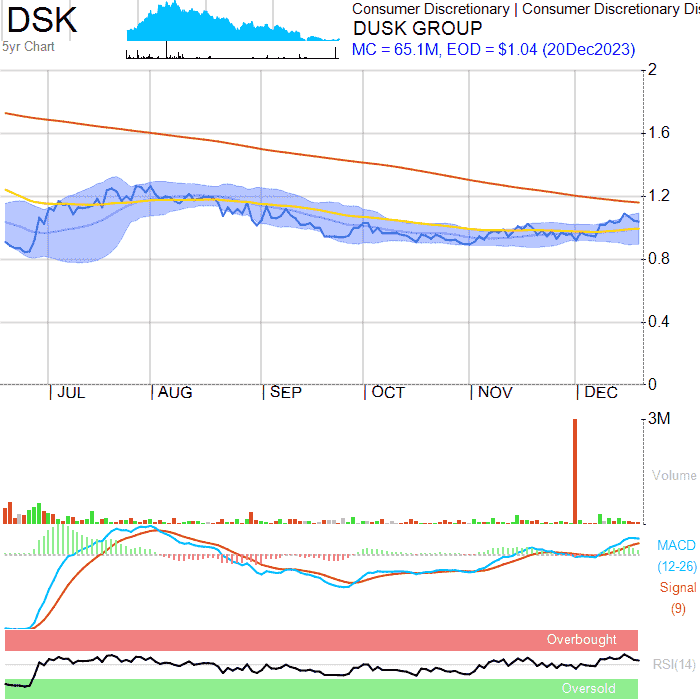 DSK
5yr Chart
Consumer Discretionary | Consumer Discretionary Dis
DUSK GROUP
MC = 65.1M, EOD = $1.04 (20Dec2023)
2
1.6
1.2
0.8
0.4
0
JUL AUG SEP OCT NOV DEC
3M
Volume
MACD
(12-26)
Signal
(9)
Overbought
RSI(14)
Oversold